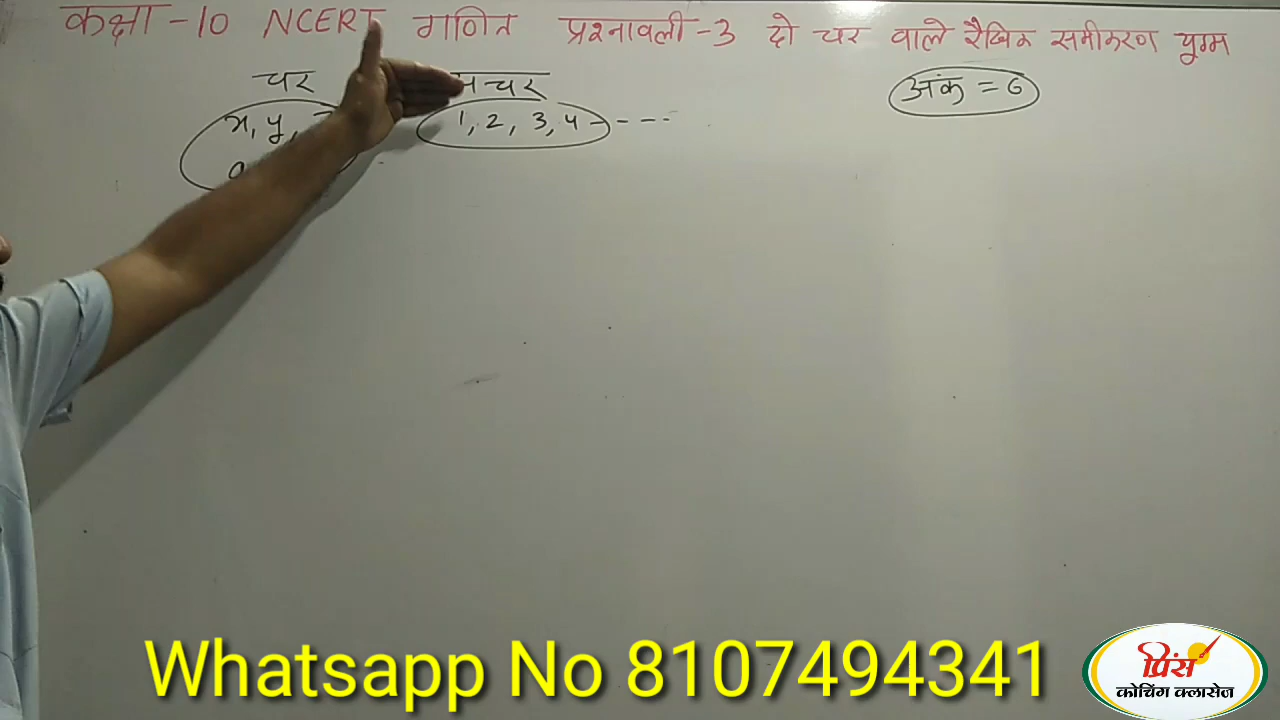 कक्षा -10 NCERT गणित प्रश्नावली -3 दो चर वाले रैखिक समीकरण युग्म
चर
अंक = 6
x, y,
1, 2, 3, 4 - - - -
Whatsapp No 8107494341
प्रिंस
कोचिंग क्लासेज